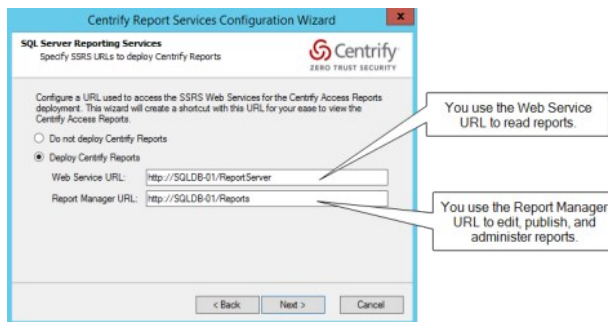 Centrify Report Services Configuration Wizard
x
SQL Server Reporting Services
Specify SSRS URLs to deploy Centrify Reports
Centrify
ZERO TRUST SECURITY
Configure a URL used to access the SSRS Web Services for the Centrify Access Reports
deployment. This wizard will create a shortcut with this URL for your ease to view the
Centrify Access Reports.
Do not deploy Centrify Reports
Deploy Centrify Reports
Web Service URL: http://SQLDB-01/ReportServer
Report Manager URL: http://SQLDB-01/Reports
You use the Web Service
URL to read reports.
You use the Report Manager
URL to edit, publish, and
administer reports.
< Back Next > Cancel